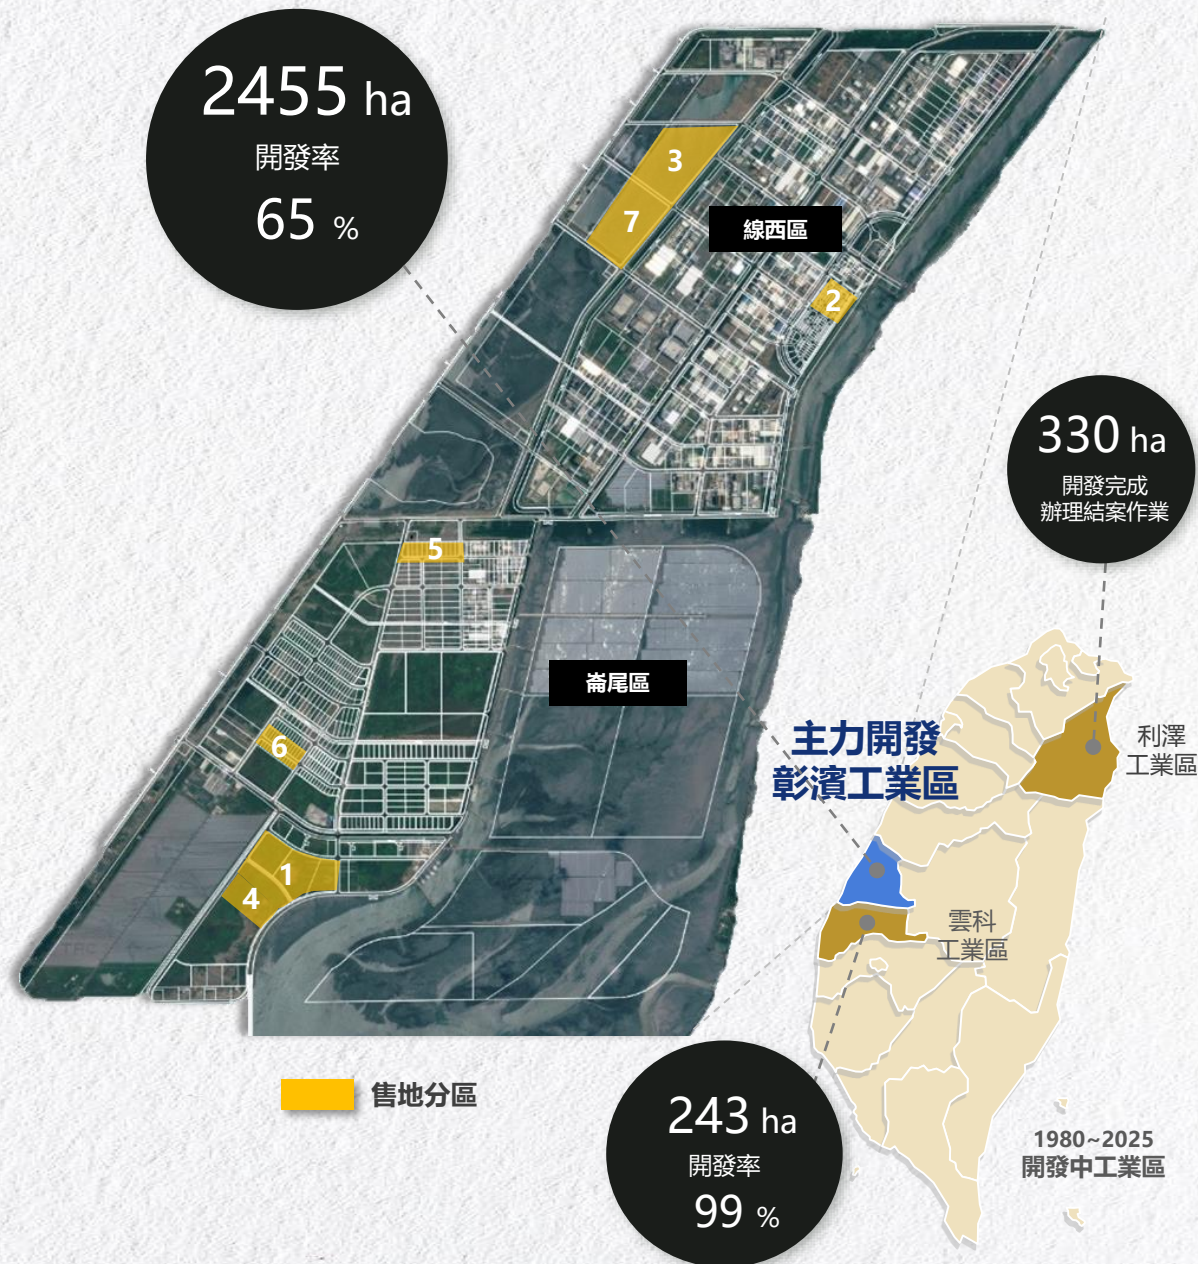 2455 ha
開發率
65 %
3
7
線西區
2
330 ha
開發完成
辦理結案作業
5
崙尾區
6
主力開發
彰濱工業區
利澤
工業區
1
4
雲科
工業區
售地分區
243 ha
開發率
99 %
1980~2025
開發中工業區